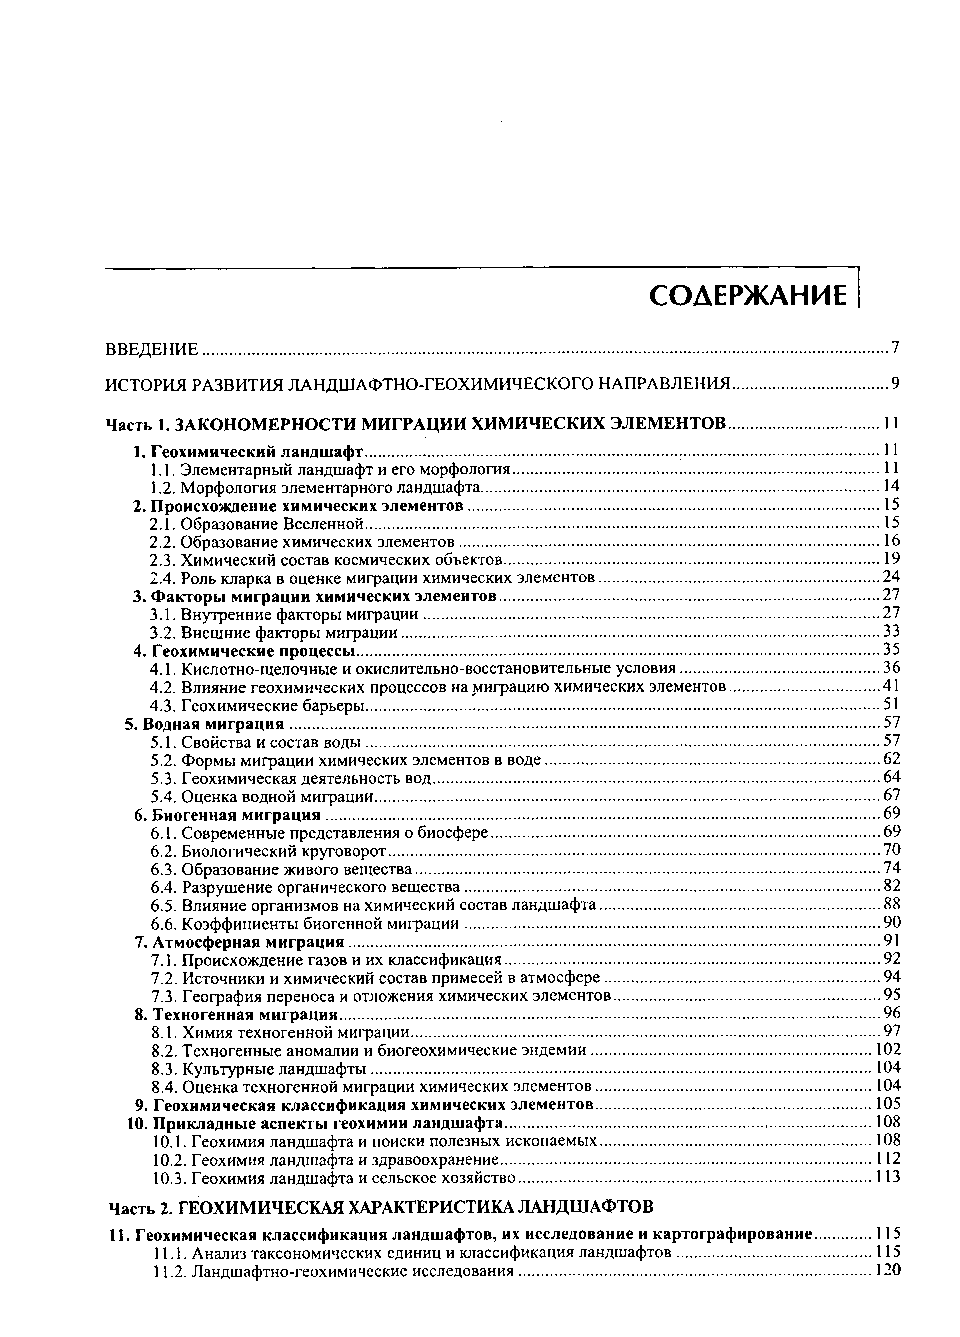 СОДЕРЖАНИЕ
ВВЕДЕНИЕ 7
ИСТОРИЯ РАЗВИТИЯ ЛАНДШАФТНО-ГЕОХИМИЧЕСКОГО НАПРАВЛЕНИЯ 9
Часть 1. ЗАКОНОМЕРНОСТИ МИГРАЦИИ ХИМИЧЕСКИХ ЭЛЕМЕНТОВ 11
1. Геохимический ландшафт 11
1.1. Элементарный ландшафт и его морфология 11
1.2. Морфология элементарного ландшафта 14
2. Происхождение химических элементов 15
2.1. Образование Вселенной 15
2.2. Образование химических элементов 16
2.3. Химический состав космических объектов 19
2.4. Роль кларка в оценке миграции химических элементов 24
3. Факторы миграции химических элементов 27
3.1. Внутренние факторы миграции 27
3.2. Внешние факторы миграции 33
4. Геохимические процессы 35
4.1. Кислотно-щелочные и окислительно-восстановительные условия 36
4.2. Влияние геохимических процессов на миграцию химических элементов 41
4.3. Геохимические барьеры 51
5. Водная миграция 57
5.1. Свойства и состав воды 57
5.2. Формы миграции химических элементов в воде 62
5.3. Геохимическая деятельность вод 64
5.4. Оценка водной миграции 67
6. Биогенная миграция 69
6.1. Современные представления о биосфере 69
6.2. Биологический круговорот 70
6.3. Образование живого вещества 74
6.4. Разрушение органического вещества 82
6.5. Влияние организмов на химический состав ландшафта 88
6.6. Коэффициенты биогенной миграции 90
7. Атмосферная миграция 91
7.1. Происхождение газов и их классификация 92
7.2. Источники и химический состав примесей в атмосфере 94
7.3. География переноса и отложения химических элементов 95
8. Техногенная миграция 96
8.1. Химия техногенной миграции 97
8.2. Техногенные аномалии и биогеохимические эндемии 102
8.3. Культурные ландшафты 104
8.4. Оценка техногенной миграции химических элементов 104
9. Геохимическая классификация химических элементов 105
10. Прикладные аспекты геохимии ландшафта 108
10.1. Геохимия ландшафта и поиски полезных ископаемых 108
10.2. Геохимия ландшафта и здравоохранение 112
10.3. Геохимия ландшафта и сельское хозяйство 113
Часть 2. ГЕОХИМИЧЕСКАЯ ХАРАКТЕРИСТИКА ЛАНДШАФТОВ
11. Геохимическая классификация ландшафтов, их исследование и картографирование 115
11.1. Анализ таксономических единиц и классификация ландшафтов 115
11.2. Ландшафтно-геохимические исследования 120